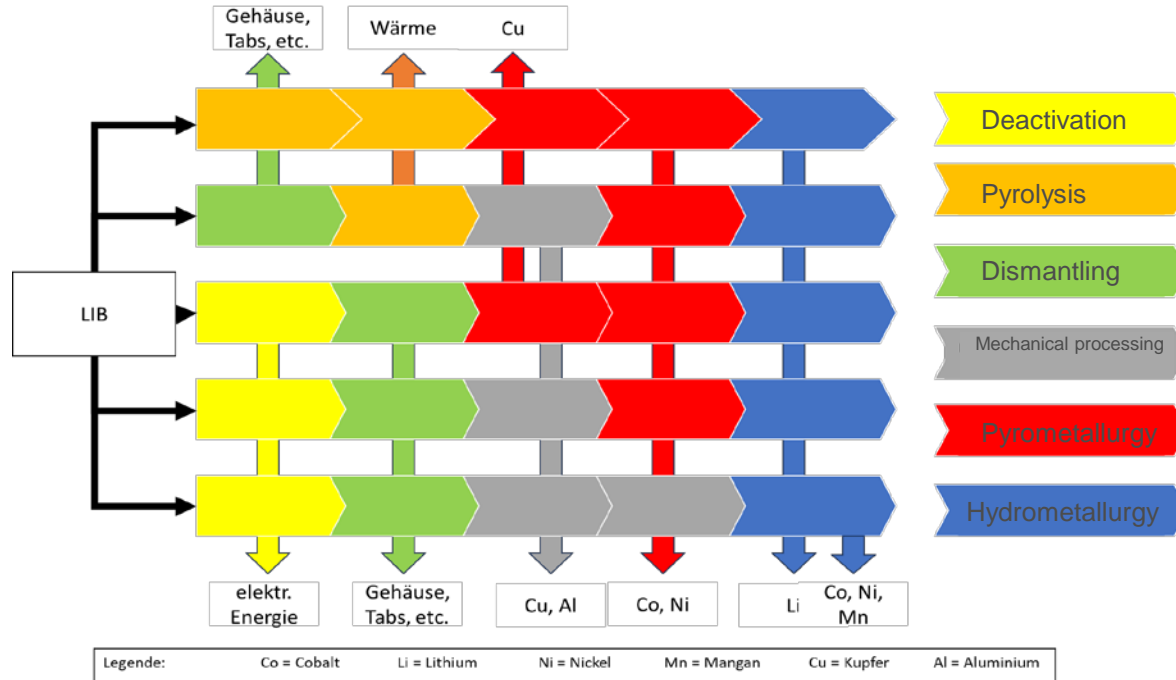 Gehäuse,
Tabs, etc.
Wärme
Cu
Deactivation
Pyrolysis
Dismantling
LIB
Mechanical processing
Pyrometallurgy
Hydrometallurgy
elektr.
Energie
Gehäuse,
Tabs, etc.
Cu, Al
Co, Ni
Li
Co, Ni,
Mn
Legende: Co = Cobalt Li = Lithium Ni = Nickel Mn = Mangan Cu = Kupfer Al = Aluminium